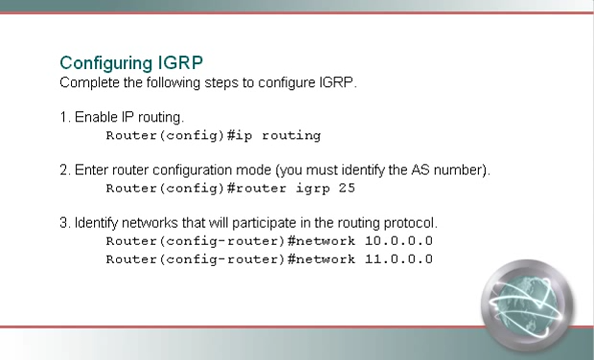 Configuring IGRP
Complete the following steps to configure IGRP.
1. Enable IP routing.
Router(config)#ip routing
2. Enter router configuration mode (you must identify the AS number).
Router(config)#router igrp 25
3. Identify networks that will participate in the routing protocol.
Router(config-router)#network 10.0.0.0
Router(config-router)#network 11.0.0.0